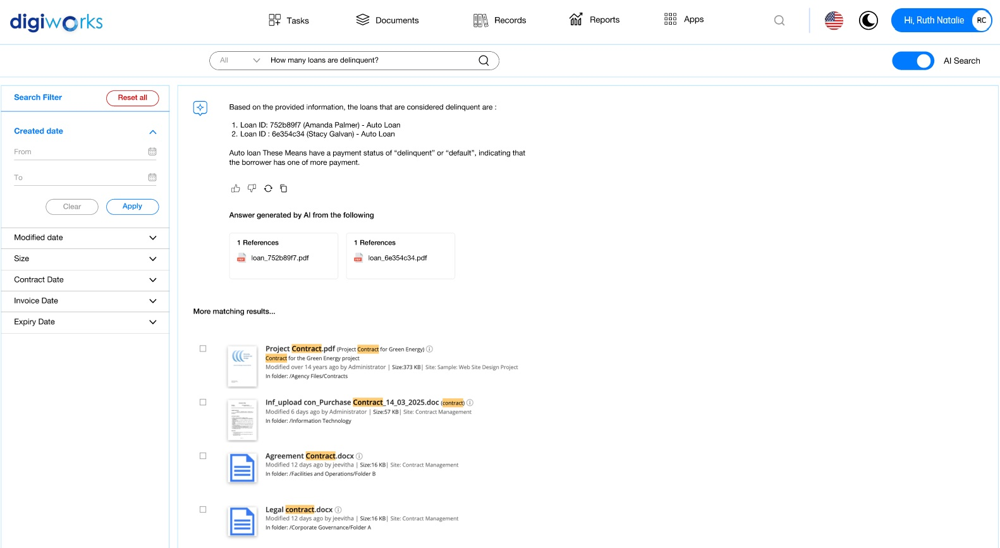 digiworks
Tasks
Documents
Records
Reports
Apps
Hi, Ruth Natalie
RC
All
How many loans are delinquent?
AI Search
Search Filter
Reset all
Created date
From
To
Clear
Apply
Modified date
Size
Contract Date
Invoice Date
Expiry Date
Based on the provided information, the loans that are considered delinquent are :
1. Loan ID: 752b89f7 (Amanda Palmer) - Auto Loan
2. Loan ID : 6e354c34 (Stacy Galvan) - Auto Loan
Auto loan These Means have a payment status of “delinquent” or “default”, indicating that
the borrower has one of more payment.
Answer generated by AI from the following
1 References
PDF
loan_752b89f7.pdf
1 References
PDF
loan_6e354c34.pdf
More matching results...
Project Contract.pdf (Project Contract for Green Energy)
Contract for the Green Energy project
Modified over 14 years ago by Administrator | Size:373 KB| Site: Sample: Web Site Design Project
In folder: /Agency Files/Contracts
Inf_upload con_Purchase Contract_14_03_2025.doc (contract)
Modified 6 days ago by Administrator | Size:57 KB| Site: Contract Management
In folder: /Information Technology
Agreement Contract.docx
Modified 12 days ago by jeevitha | Size:16 KB| Site: Contract Management
In folder: /Facilities and Operations/Folder B
Legal contract.docx
Modified 12 days ago by jeevitha | Size:16 KB| Site: Contract Management
In folder: /Corporate Governance/Folder A